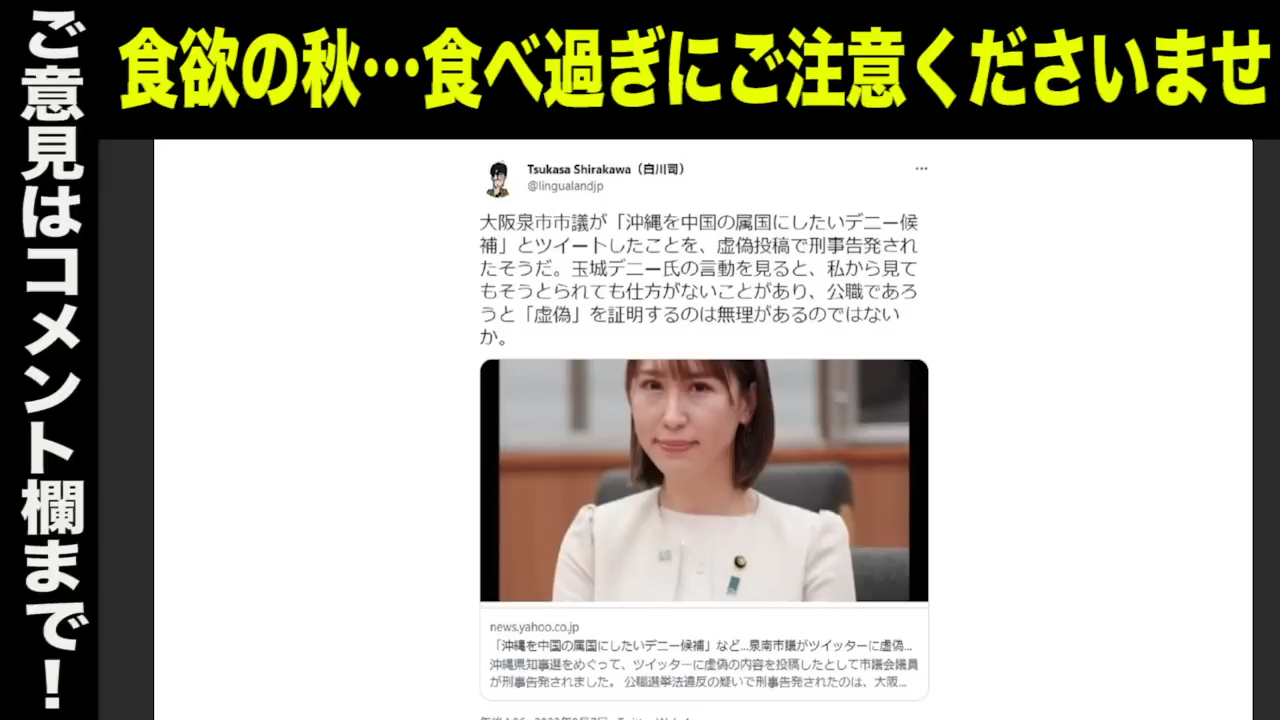 食欲の秋…食べ過ぎにご注意くださいませ
ご意見はコメント欄まで!
Tsukasa Shirakawa（白川司）
@lingualandjp
大阪泉市市議が「沖縄を中国の属国にしたいデニー候
補」とツイートしたことを、虚偽投稿で刑事告発され
たそうだ。玉城デニー氏の言動を見ると、私から見て
もそうとられても仕方がないことがあり、公職であろ
うと「虚偽」を証明するのは無理があるのではない
か。
news.yahoo.co.jp
「沖縄を中国の属国にしたいデニー候補」など...泉南市議がツイッターに虚偽...
沖縄県知事選をめぐって、ツイッターに虚偽の内容を投稿したとして市議会議員
が刑事告発されました。 公職選挙法違反の疑いで刑事告発されたのは、大阪...